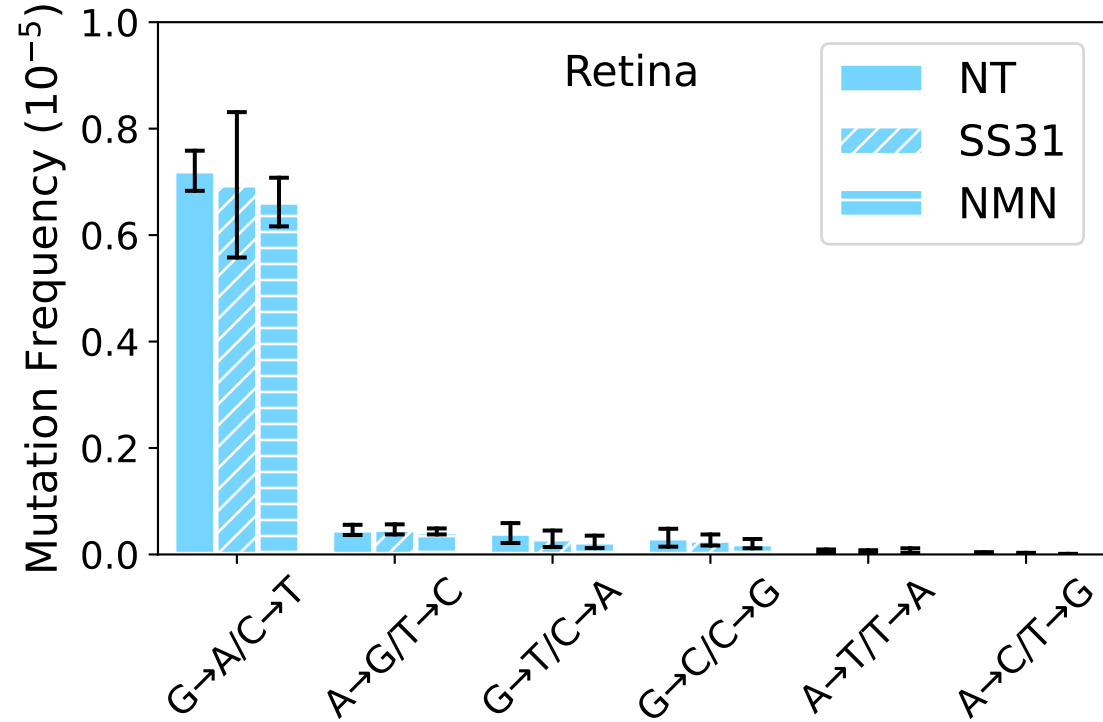 Mutation Frequency (10⁻⁵)
1.0
0.8
0.6
0.4
0.2
0.0
Retina
NT
SS31
NMN
G→A/C→T
A→G/T→C
G→T/C→A
G→C/C→G
A→T/T→A
A→C/T→G